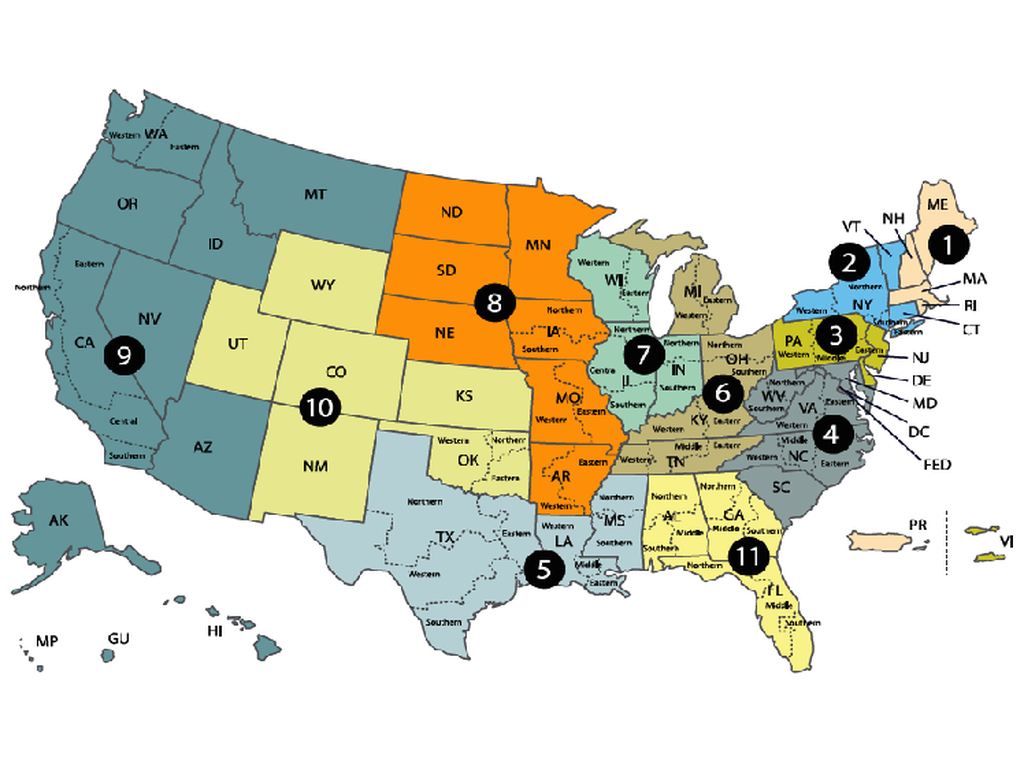 Western WA
Eastern
OR
ID
MT
ND
MN
SD
8
NE
WY
Eastern
Northern
NV
CA
9
UT
CO
10
KS
Central
Southern
AZ
NM
Western
Northern
OK
Eastern
Northern
IA
Southern
MO
Western
Eastern
AR
Eastern
Western
Western
WI
Eastern
MI
Eastern
Western
Northern
7
Central
IL
Southern
Northern
IN
Southern
Northern
OH
Southern
6
Western
KY
Eastern
Western
Middle
TN
Eastern
ME
NH
VT
1
2
Northern
NY
Western
Southern
Eastern
MA
RI
CT
3
PA
Western
Middle
Eastern
NJ
DE
MD
DC
FED
Northern
WV
Southern
VA
Eastern
Western
4
Middle
NC
Western
Eastern
SC
Northern
TX
Eastern
Western
Southern
Western
LA
Middle
5
Eastern
Northern
MS
Southern
Northern
AL
Middle
Southern
Northern
GA
Middle
Southern
11
Northern
FL
Middle
Southern
AK
MP
GU
HI
PR
VI